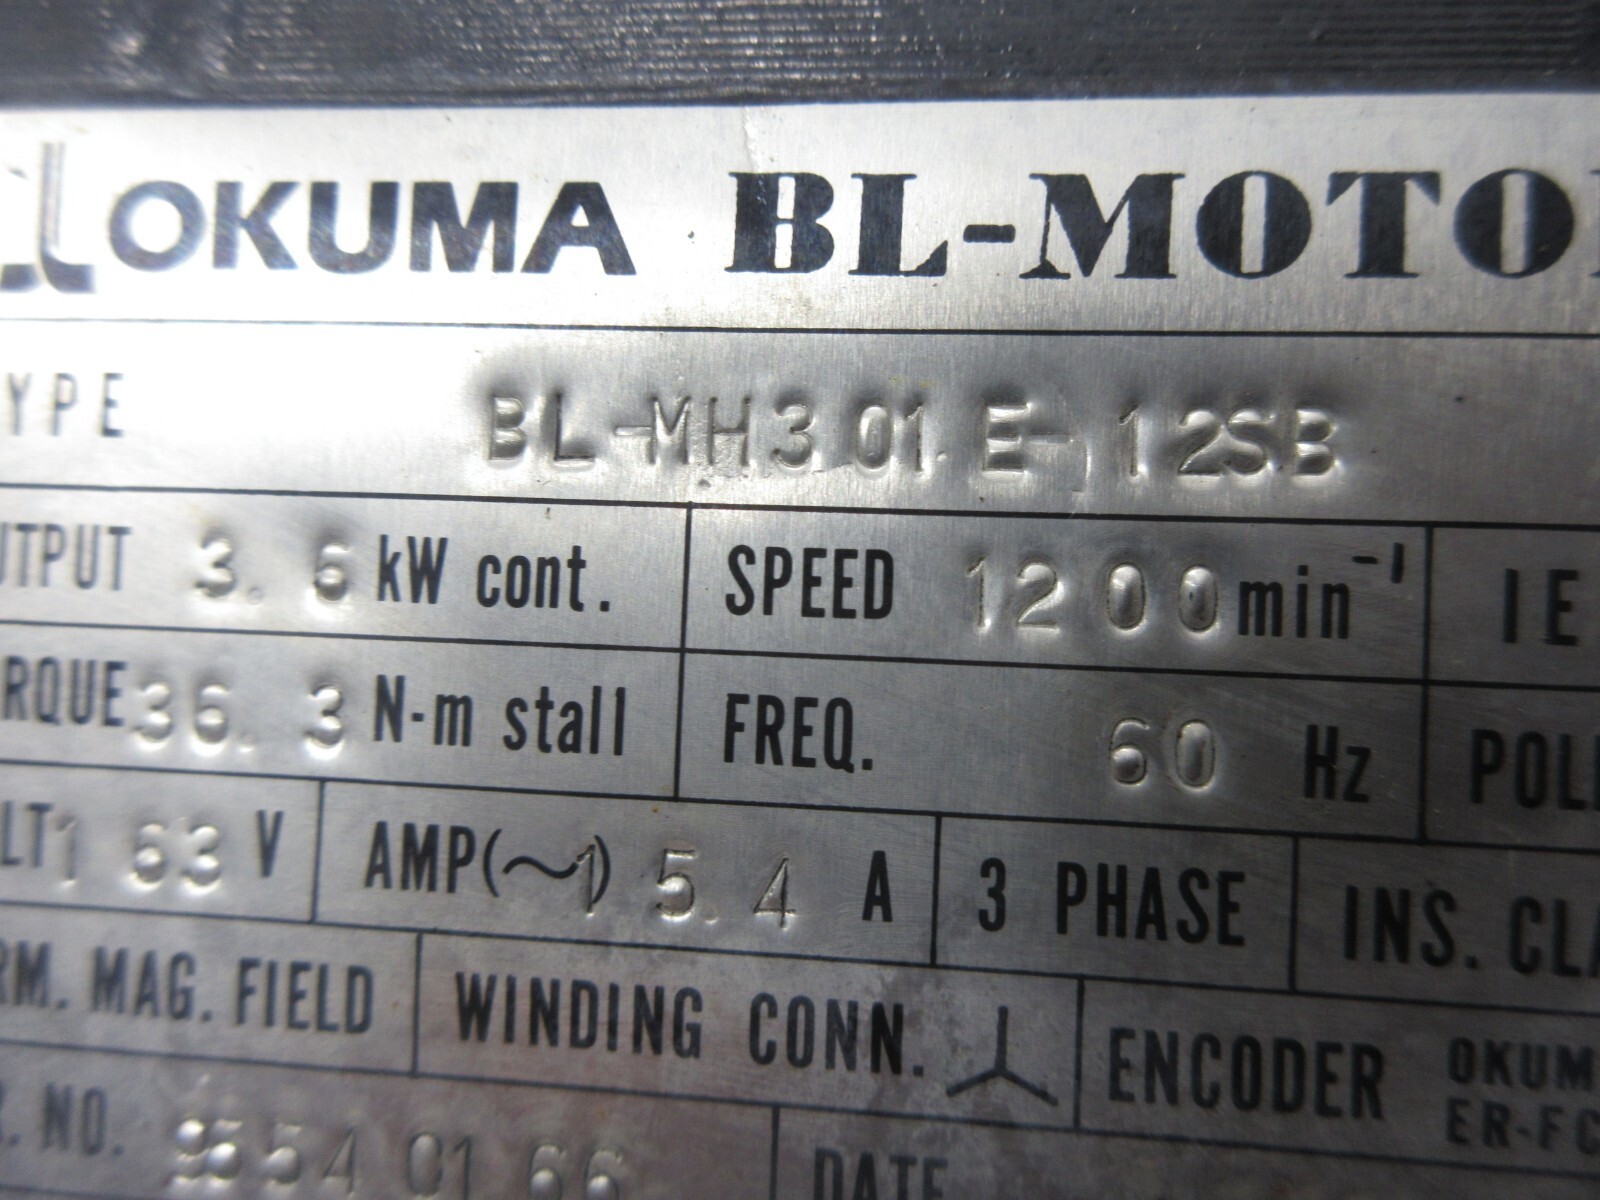 OKUMA BL-MOTO
YPE BL-MH301E-12SB
UTPUT 3.6 kW cont. SPEED 1200 min⁻¹ IE
RQUE 36.3 N-m stall FREQ. 60 Hz POL
LT 163 V AMP(~) 15.4 A 3 PHASE INS. CLA
RM. MAG. FIELD WINDING CONN. ENCODER OKUM
ER-FC
R. NO. DATE